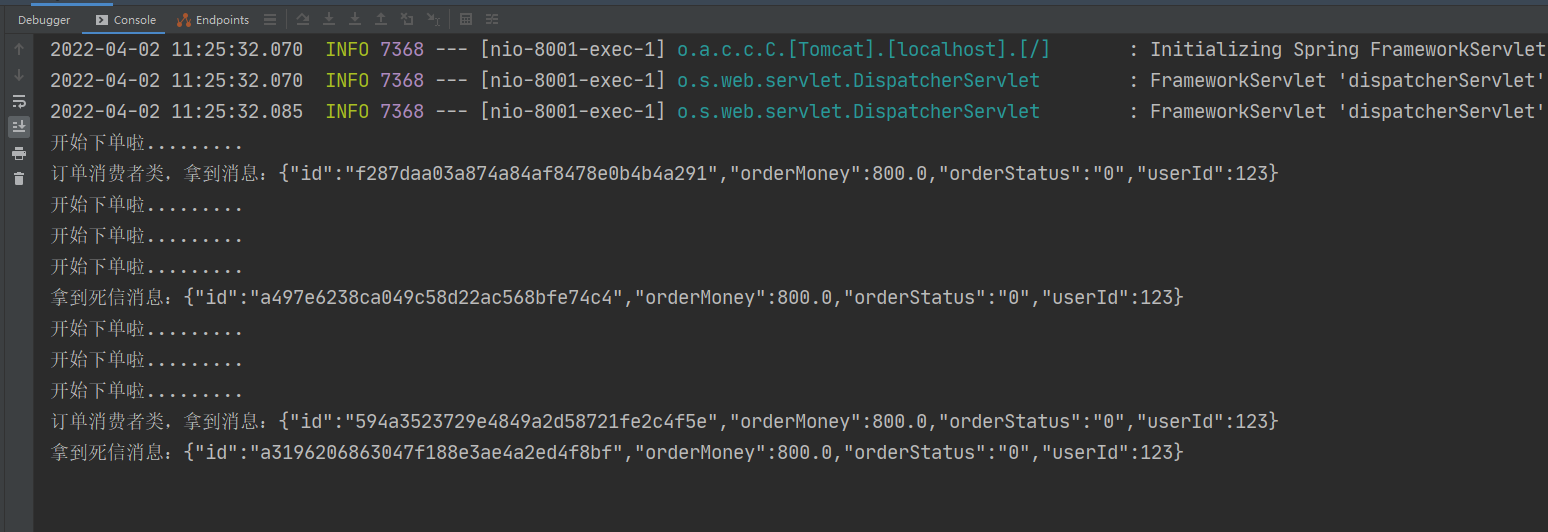 Debugger Console Endpoints
2022-04-02 11:25:32.070 INFO 7368 --- [nio-8001-exec-1] o.a.c.c.C.[Tomcat].[localhost].[/] : Initializing Spring FrameworkServlet
2022-04-02 11:25:32.070 INFO 7368 --- [nio-8001-exec-1] o.s.web.servlet.DispatcherServlet : FrameworkServlet 'dispatcherServlet'
2022-04-02 11:25:32.085 INFO 7368 --- [nio-8001-exec-1] o.s.web.servlet.DispatcherServlet : FrameworkServlet 'dispatcherServlet'
开始下单啦.........
订单消费者类，拿到消息：{"id":"f287daa03a874a84af8478e0b4b4a291","orderMoney":800.0,"orderStatus":"0","userId":123}
开始下单啦.........
开始下单啦.........
开始下单啦.........
拿到死信消息：{"id":"a497e6238ca049c58d22ac568bfe74c4","orderMoney":800.0,"orderStatus":"0","userId":123}
开始下单啦.........
开始下单啦.........
开始下单啦.........
订单消费者类，拿到消息：{"id":"594a3523729e4849a2d58721fe2c4f5e","orderMoney":800.0,"orderStatus":"0","userId":123}
拿到死信消息：{"id":"a3196206863047f188e3ae4a2ed4f8bf","orderMoney":800.0,"orderStatus":"0","userId":123}